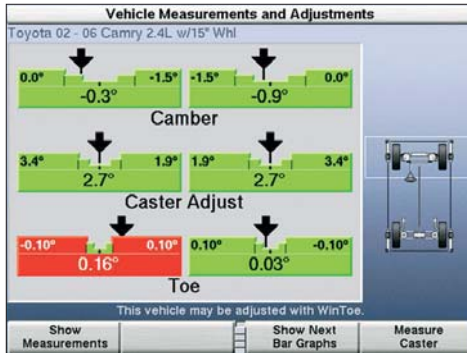 Vehicle Measurements and Adjustments
Toyota 02 - 06 Camry 2.4L w/15" Whl
0.0° -1.5° -1.5° 0.0°
-0.3° -0.9°
Camber
3.4° 1.9° 1.9° 3.4°
2.7° 2.7°
Caster Adjust
-0.10° 0.10° 0.10° -0.10°
0.16° 0.03°
Toe
This vehicle may be adjusted with WinToe.
Show Measurements
Show Next Bar Graphs
Measure Caster